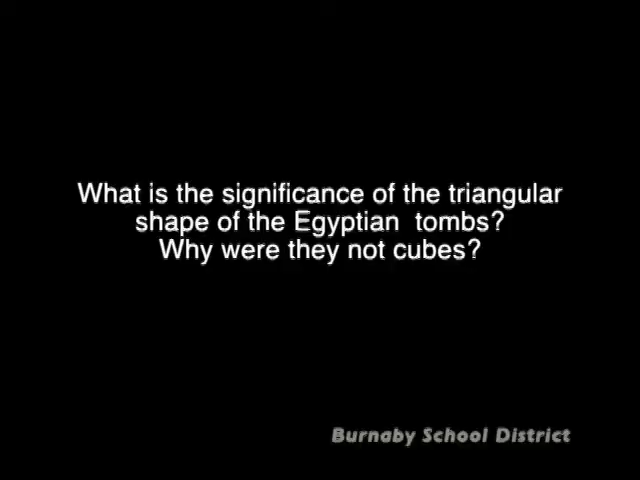 What is the significance of the triangular
shape of the Egyptian  tombs?
Why were they not cubes?
Burnaby School District